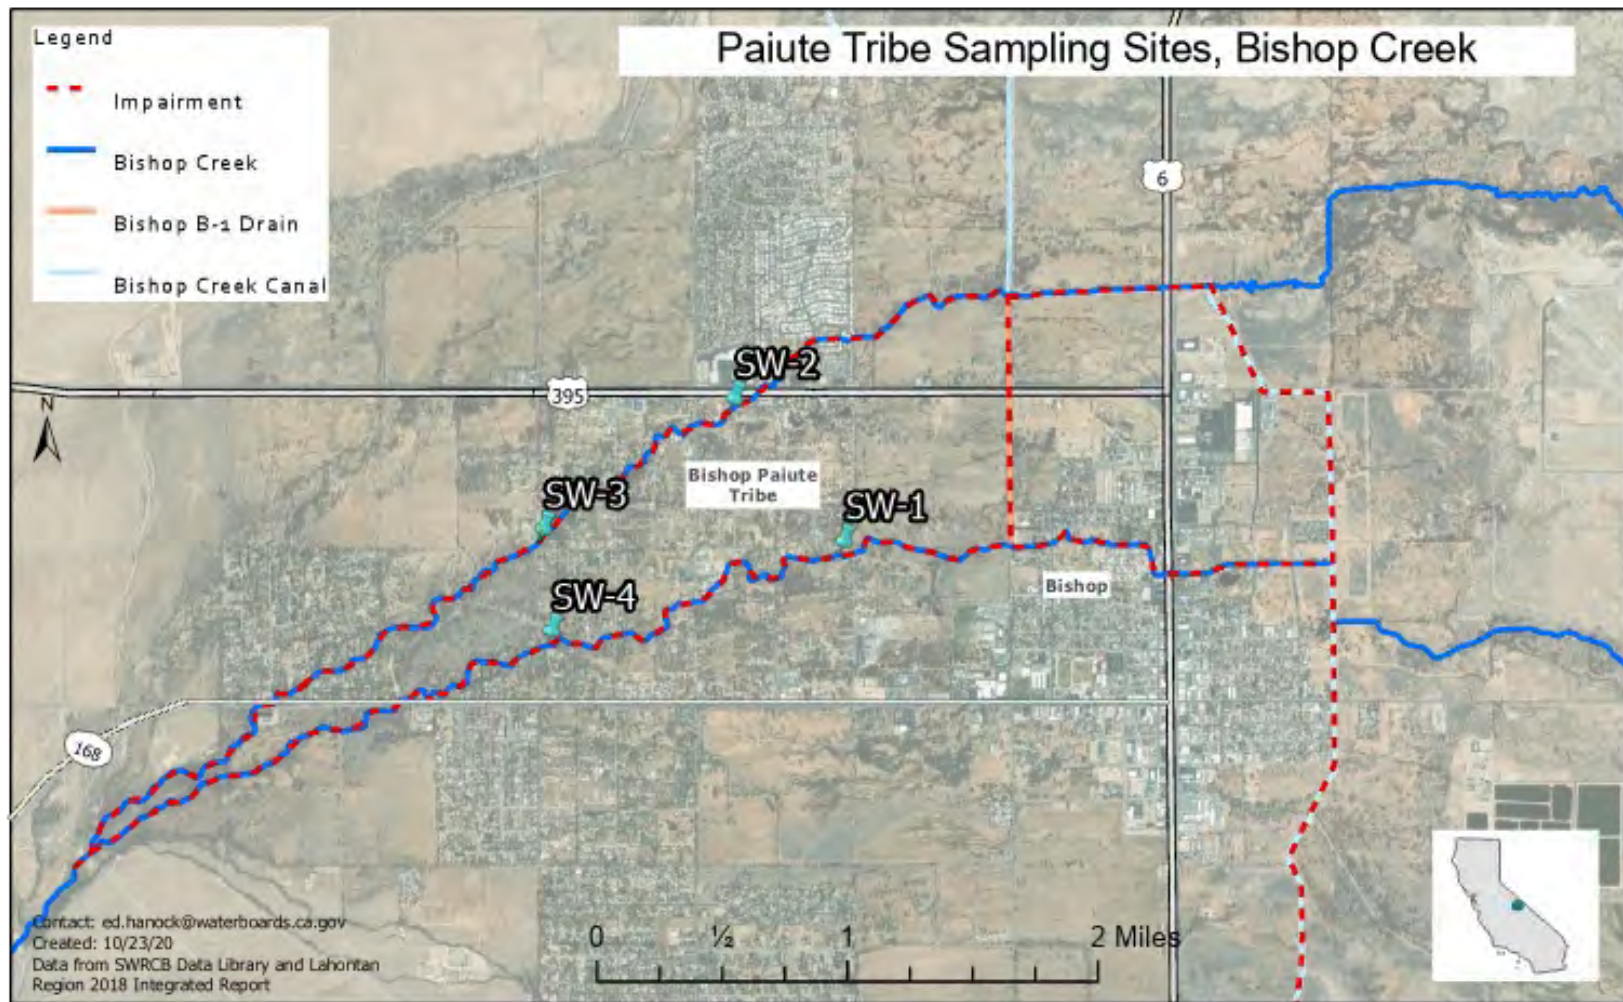 Legend
Impairment
Bishop Creek
Bishop B-1 Drain
Bishop Creek Canal
Paiute Tribe Sampling Sites, Bishop Creek
6
395
N
SW-2
SW-3
Bishop Paiute
Tribe
SW-1
SW-4
Bishop
168
Contact: ed.hanock@waterboards.ca.gov
Created: 10/23/20
Data from SWRCB Data Library and Lahontan
Region 2018 Integrated Report
0 ½ 1 2 Miles